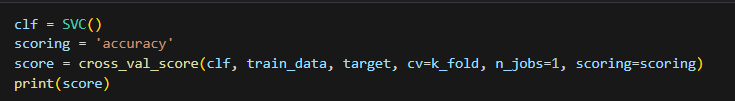 clf = SVC()
scoring = 'accuracy'
score = cross_val_score(clf, train_data, target, cv=k_fold, n_jobs=1, scoring=scoring)
print(score)